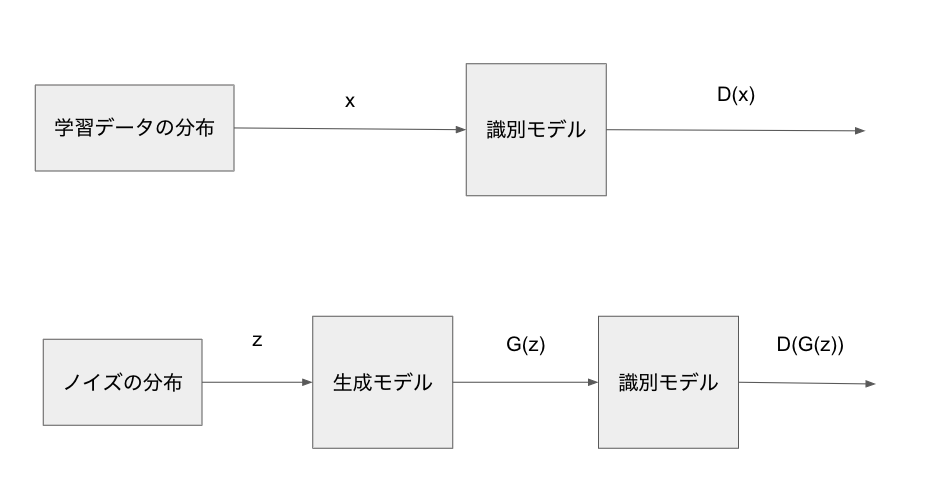 x
D(x)
学習データの分布
識別モデル
z
G(z)
D(G(z))
ノイズの分布
生成モデル
識別モデル